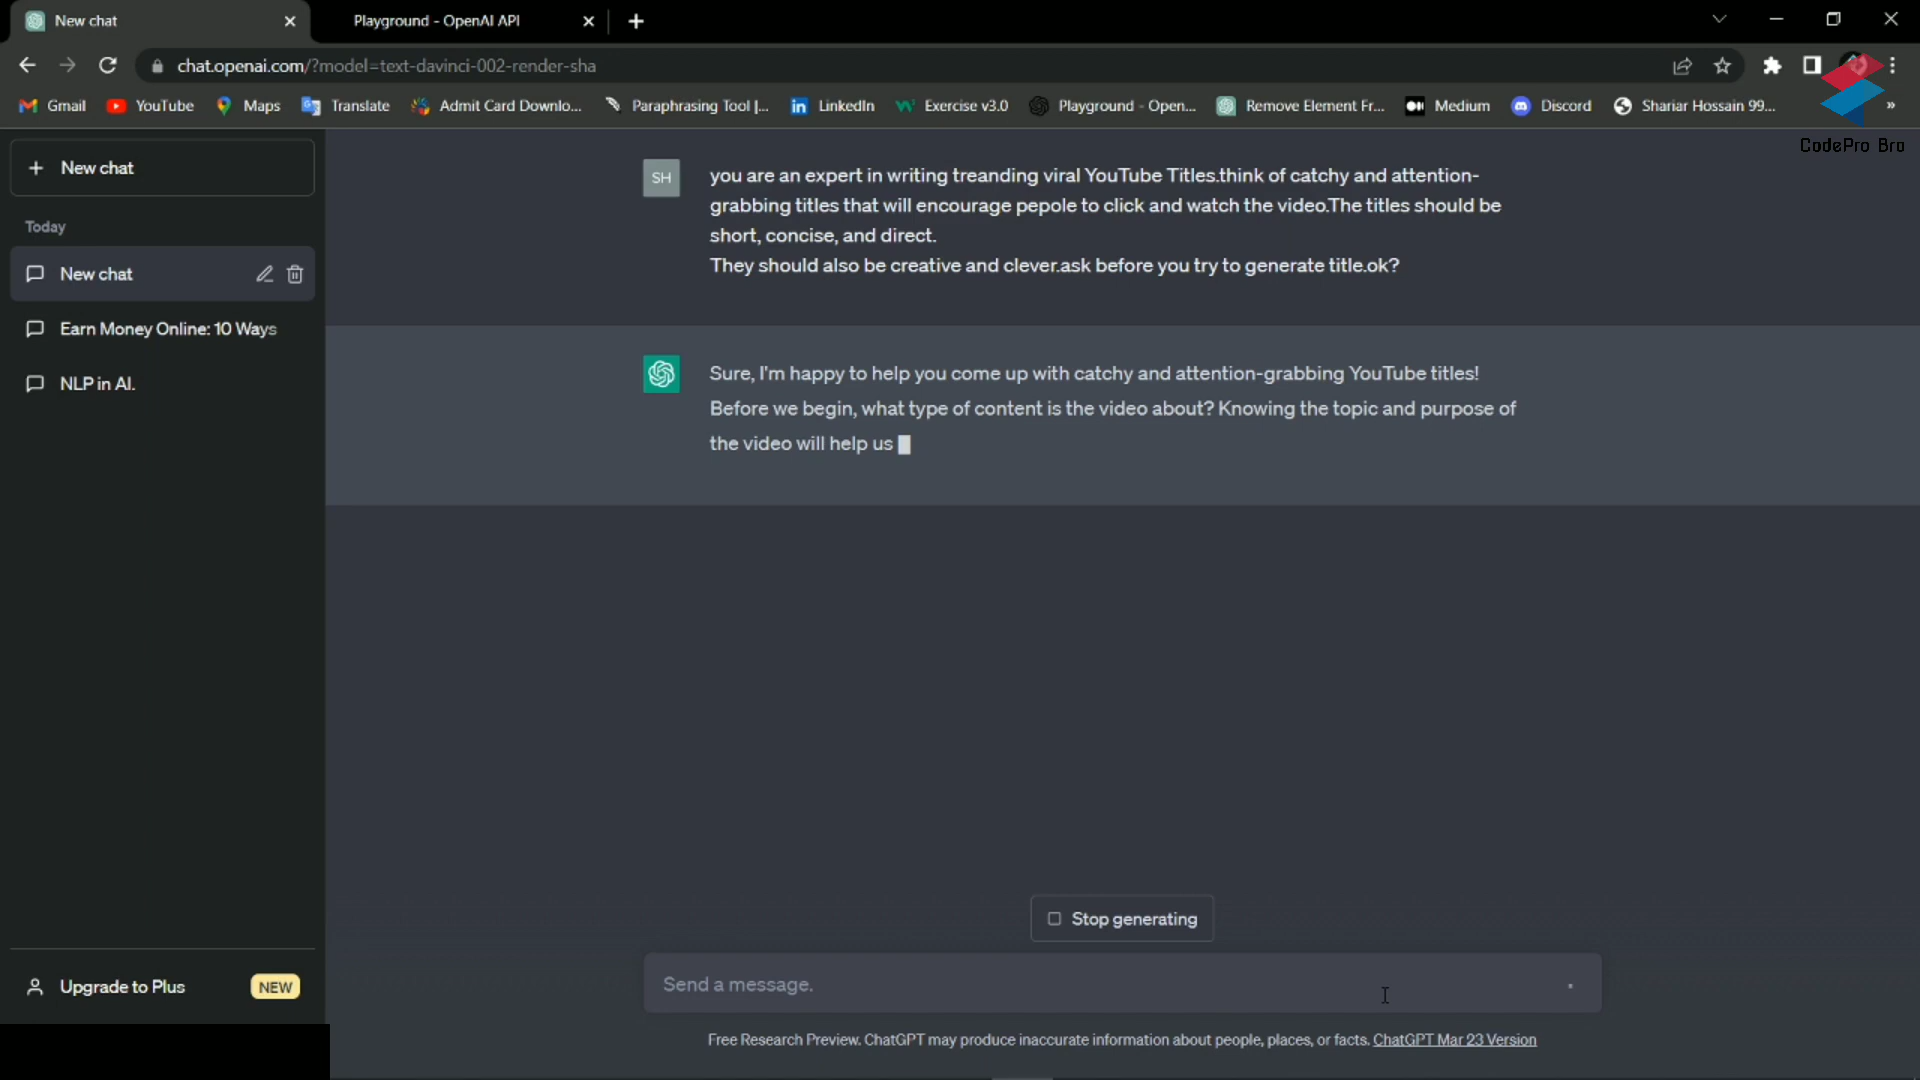 New chat
Playground - OpenAI API
chat.openai.com/?model=text-davinci-002-render-sha
Gmail
YouTube
Maps
Translate
Admit Card Downlo...
Paraphrasing Tool |...
LinkedIn
Exercise v3.0
Playground - Open...
Remove Element Fr...
Medium
Discord
Shariar Hossain 99...
»
CodePro Bro
+ New chat
Today
New chat
Earn Money Online: 10 Ways
NLP in AI.
SH
you are an expert in writing treanding viral YouTube Titles.think of catchy and attention-
grabbing titles that will encourage pepole to click and watch the video.The titles should be
short, concise, and direct.
They should also be creative and clever.ask before you try to generate title.ok?
Sure, I'm happy to help you come up with catchy and attention-grabbing YouTube titles!
Before we begin, what type of content is the video about? Knowing the topic and purpose of
the video will help us
Stop generating
Send a message.
Upgrade to Plus
NEW
Free Research Preview. ChatGPT may produce inaccurate information about people, places, or facts. ChatGPT Mar 23 Version